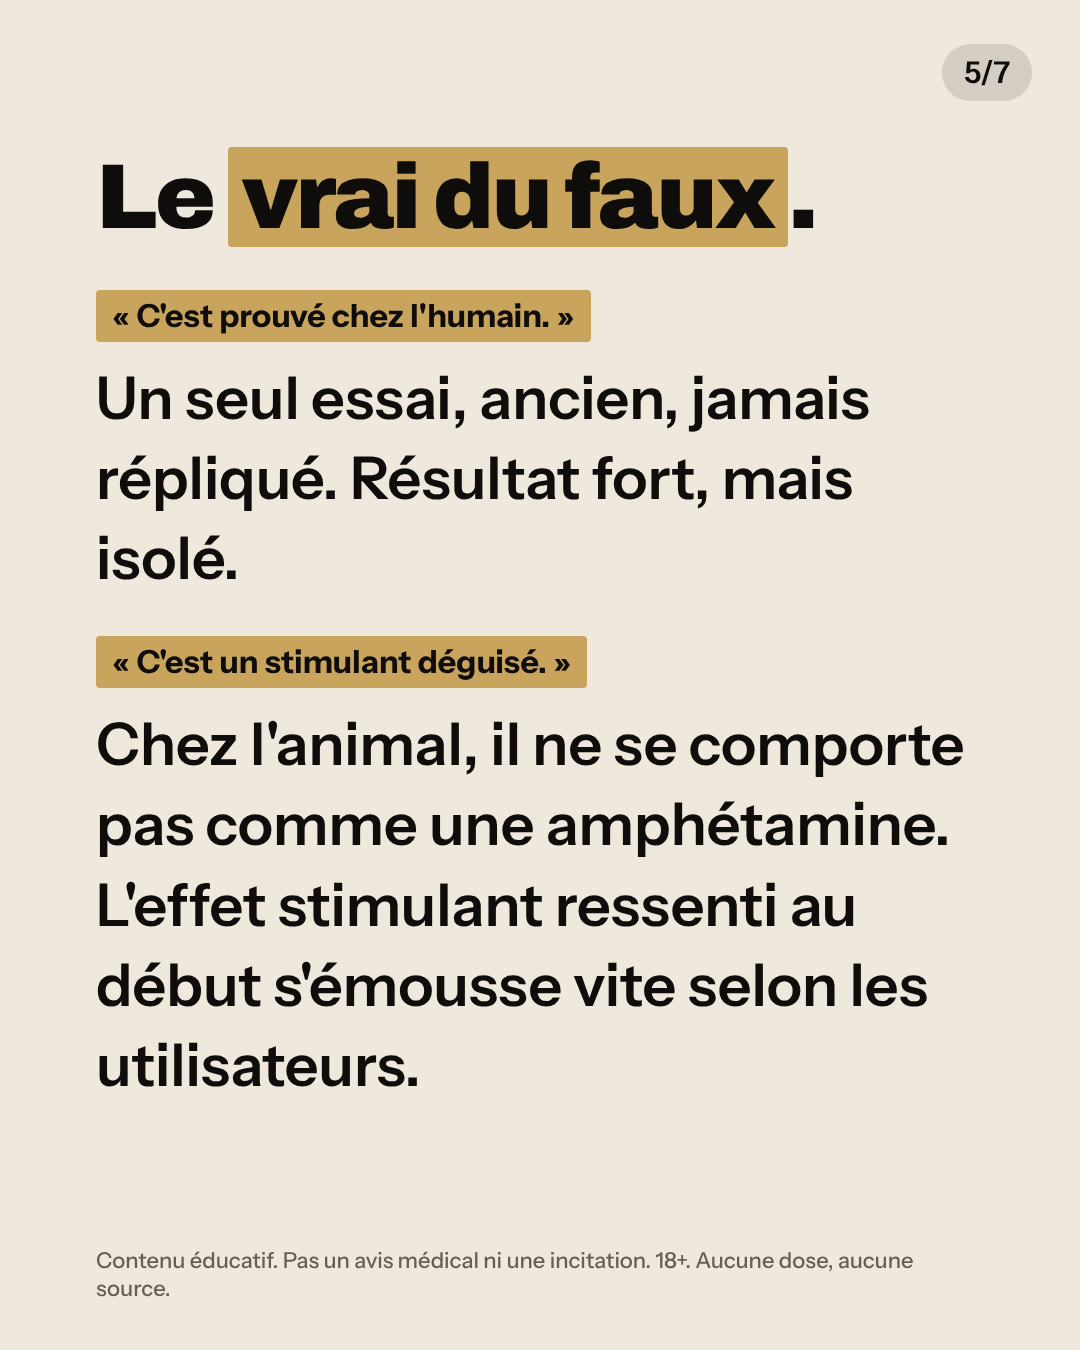 5/7
Le vrai du faux.
« C'est prouvé chez l'humain. »
Un seul essai, ancien, jamais
répliqué. Résultat fort, mais
isolé.
« C'est un stimulant déguisé. »
Chez l'animal, il ne se comporte
pas comme une amphétamine.
L'effet stimulant ressenti au
début s'émousse vite selon les
utilisateurs.
Contenu éducatif. Pas un avis médical ni une incitation. 18+. Aucune dose, aucune
source.